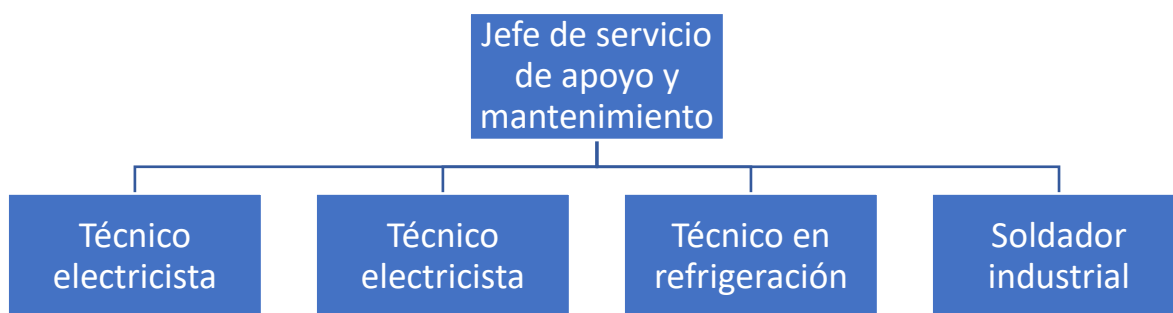 Jefe de servicio
de apoyo y
mantenimiento
Técnico
electricista
Técnico
electricista
Técnico en
refrigeración
Soldador
industrial